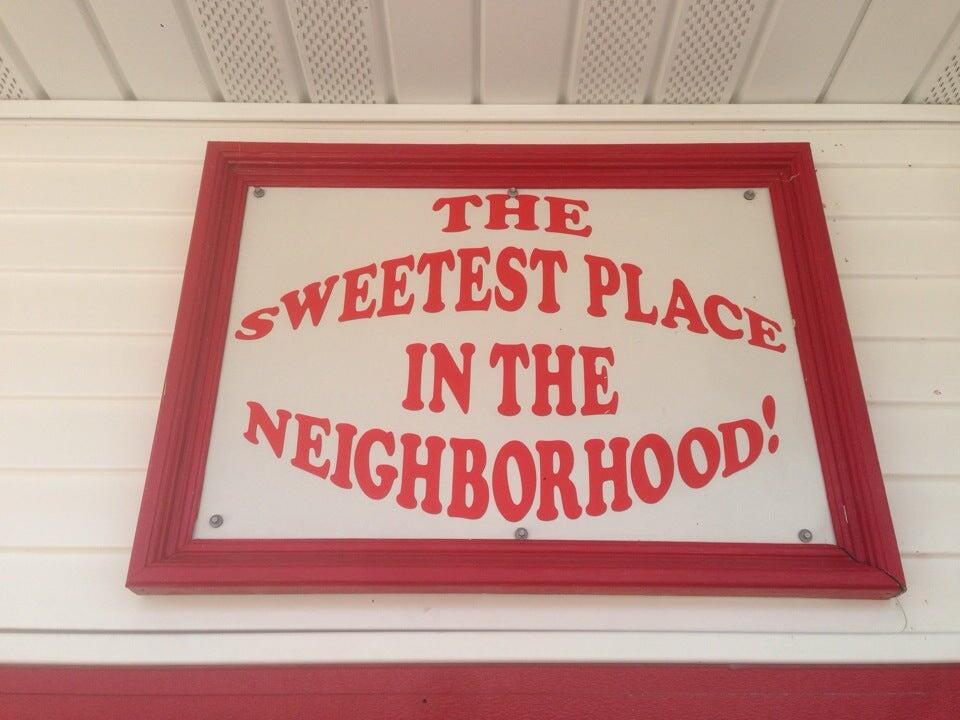 THE
SWEETEST PLACE
IN THE
NEIGHBORHOOD!